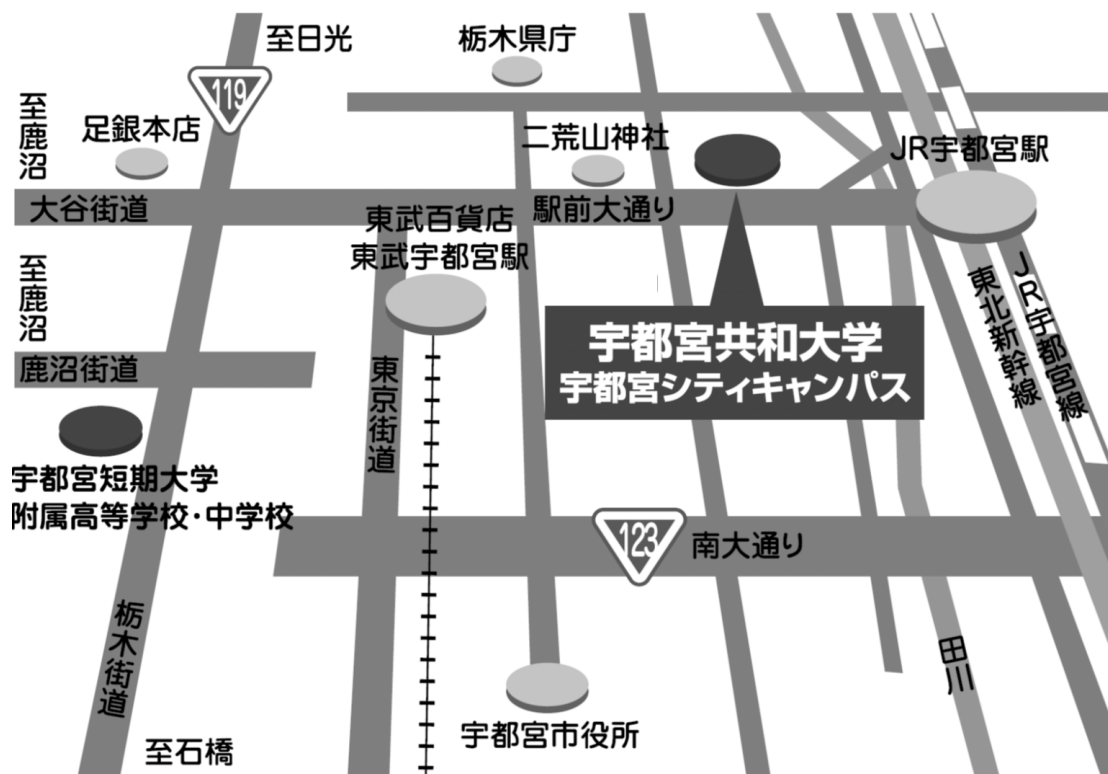 至日光
栃木県庁
119
至鹿沼
足銀本店
二荒山神社
JR宇都宮駅
大谷街道
東武百貨店
駅前大通り
東武宇都宮駅
至鹿沼
東北新幹線
JR宇都宮線
宇都宮共和大学
宇都宮シティキャンパス
鹿沼街道
東京街道
宇都宮短期大学
附属高等学校・中学校
123
南大通り
栃木街道
田川
宇都宮市役所
至石橋